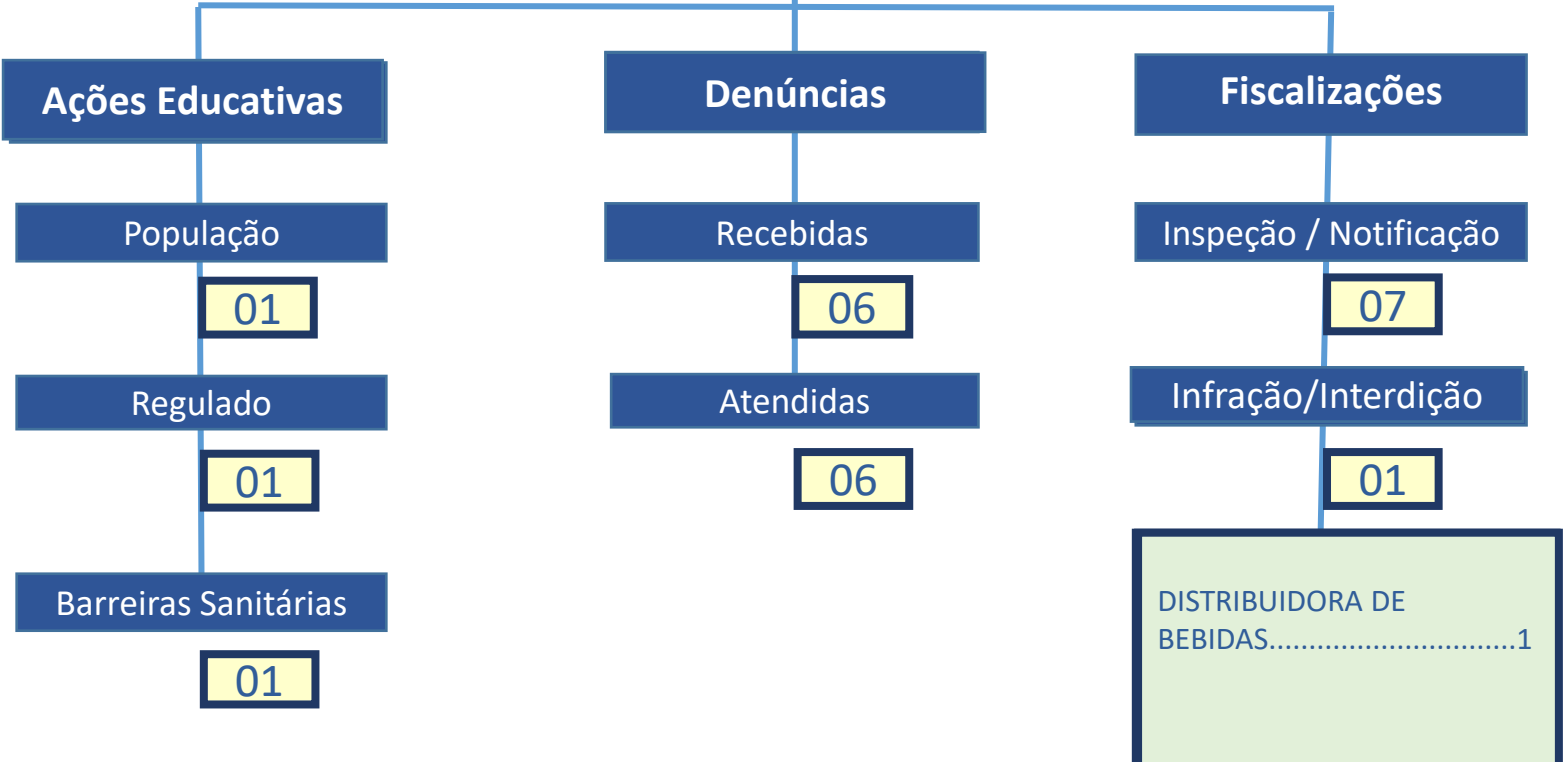 Ações Educativas
População
01
Regulado
01
Barreiras Sanitárias
01
Denúncias
Recebidas
06
Atendidas
06
Fiscalizações
Inspeção / Notificação
07
Infração/Interdição
01
DISTRIBUIDORA DE
BEBIDAS...............................1